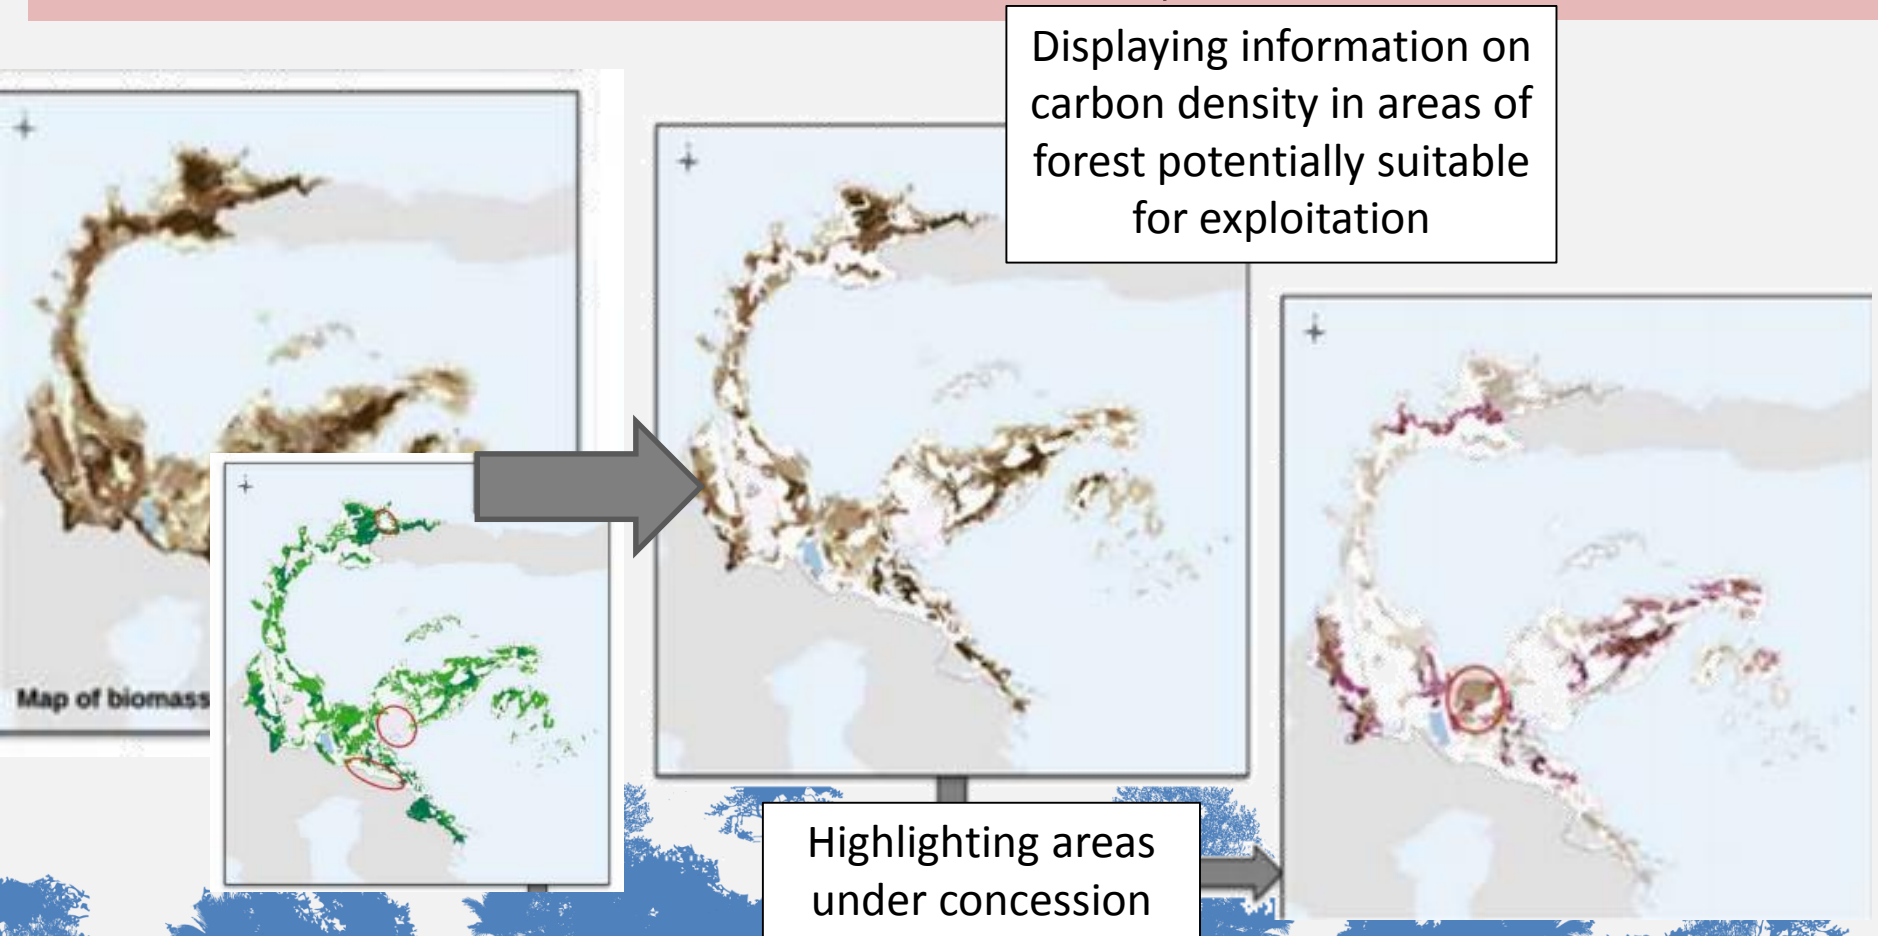 Displaying information on
carbon density in areas of
forest potentially suitable
for exploitation
Map of biomass
Highlighting areas
under concession